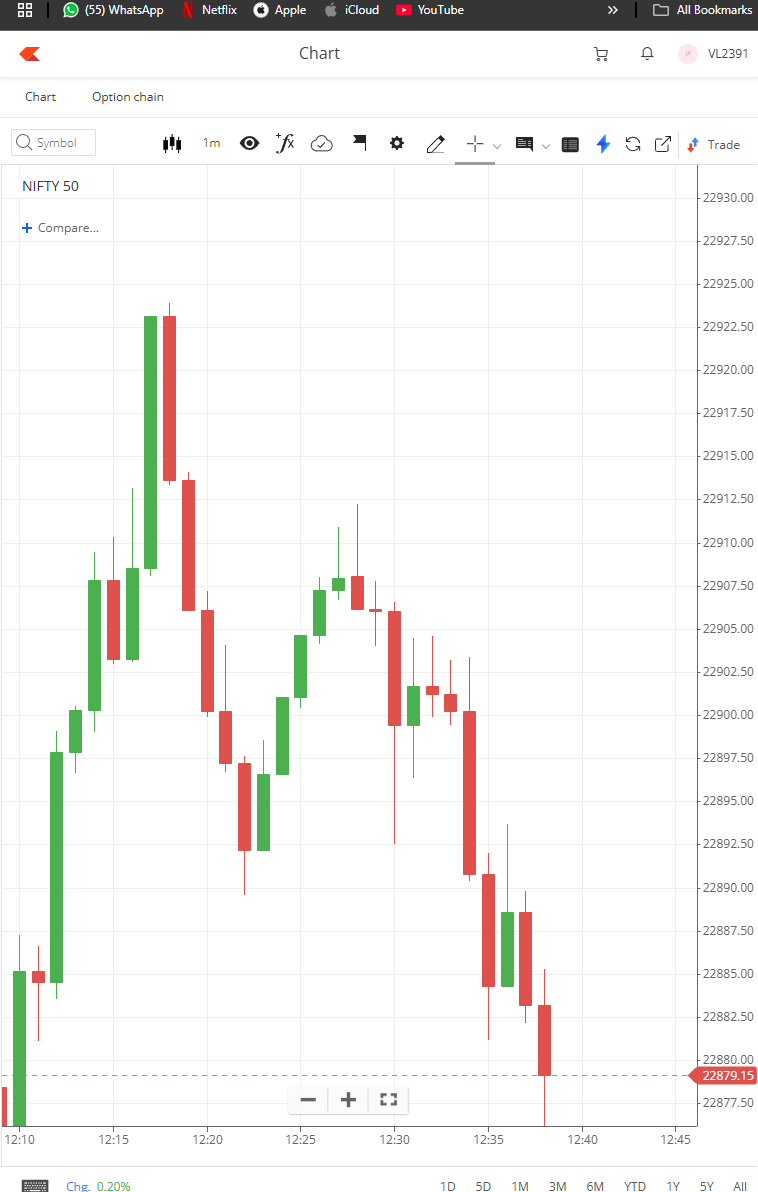 (55) WhatsApp Netflix Apple iCloud YouTube » All Bookmarks
Chart VL2391
Chart Option chain
Symbol 1m Trade
NIFTY 50
+ Compare...
22930.00
22927.50
22925.00
22922.50
22920.00
22917.50
22915.00
22912.50
22910.00
22907.50
22905.00
22902.50
22900.00
22897.50
22895.00
22892.50
22890.00
22887.50
22885.00
22882.50
22880.00
22879.15
22877.50
12:10 12:15 12:20 12:25 12:30 12:35 12:40 12:45
Chg. 0.20% 1D 5D 1M 3M 6M YTD 1Y 5Y All